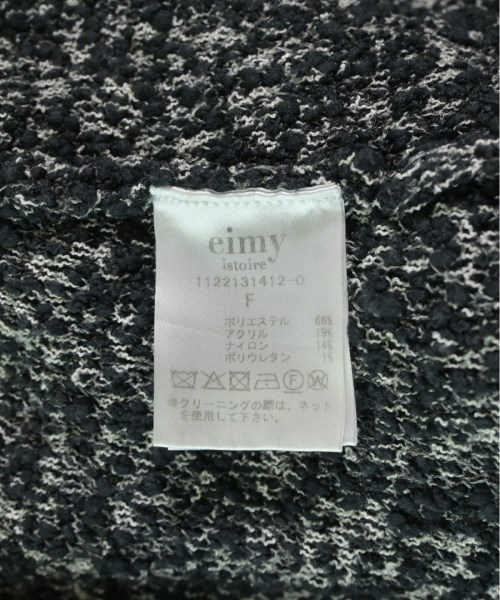 eimy
istoire
1122131412-0
F
ポリエステル 66%
アクリル 19%
ナイロン 14%
ポリウレタン 1%
F W
※クリーニングの際は、ネット
を使用して下さい。